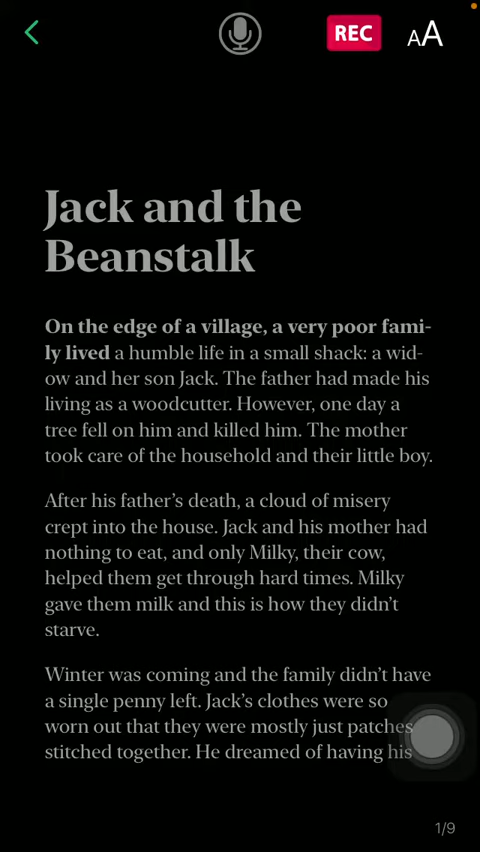 REC
AA
Jack and the
Beanstalk
On the edge of a village, a very poor fami-
ly lived a humble life in a small shack: a wid-
ow and her son Jack. The father had made his
living as a woodcutter. However, one day a
tree fell on him and killed him. The mother
took care of the household and their little boy.
After his father’s death, a cloud of misery
crept into the house. Jack and his mother had
nothing to eat, and only Milky, their cow,
helped them get through hard times. Milky
gave them milk and this is how they didn’t
starve.
Winter was coming and the family didn’t have
a single penny left. Jack’s clothes were so
worn out that they were mostly just patches
stitched together. He dreamed of having his
1/9